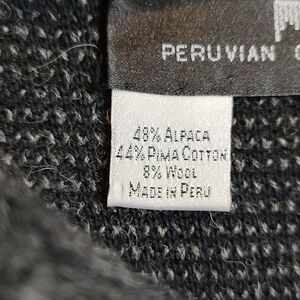 PERUVIAN
48% ALPACA
44% PIMA COTTON
8% WOOL
MADE IN PERU